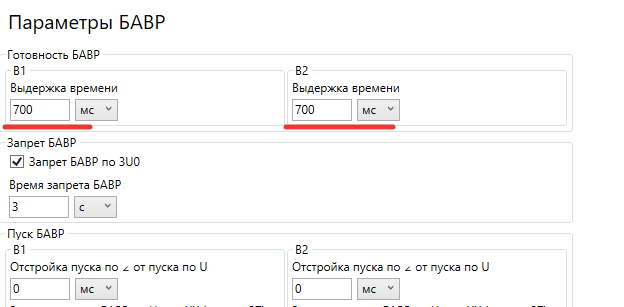 Параметры БАВР
Готовность БАВР
В1 В2
Выдержка времени Выдержка времени
700 мс 700 мс
Запрет БАВР
Запрет БАВР по 3U0
Время запрета БАВР
3 с
Пуск БАВР
В1 В2
Отстройка пуска по ∠ от пуска по U Отстройка пуска по ∠ от пуска по U
0 мс 0 мс